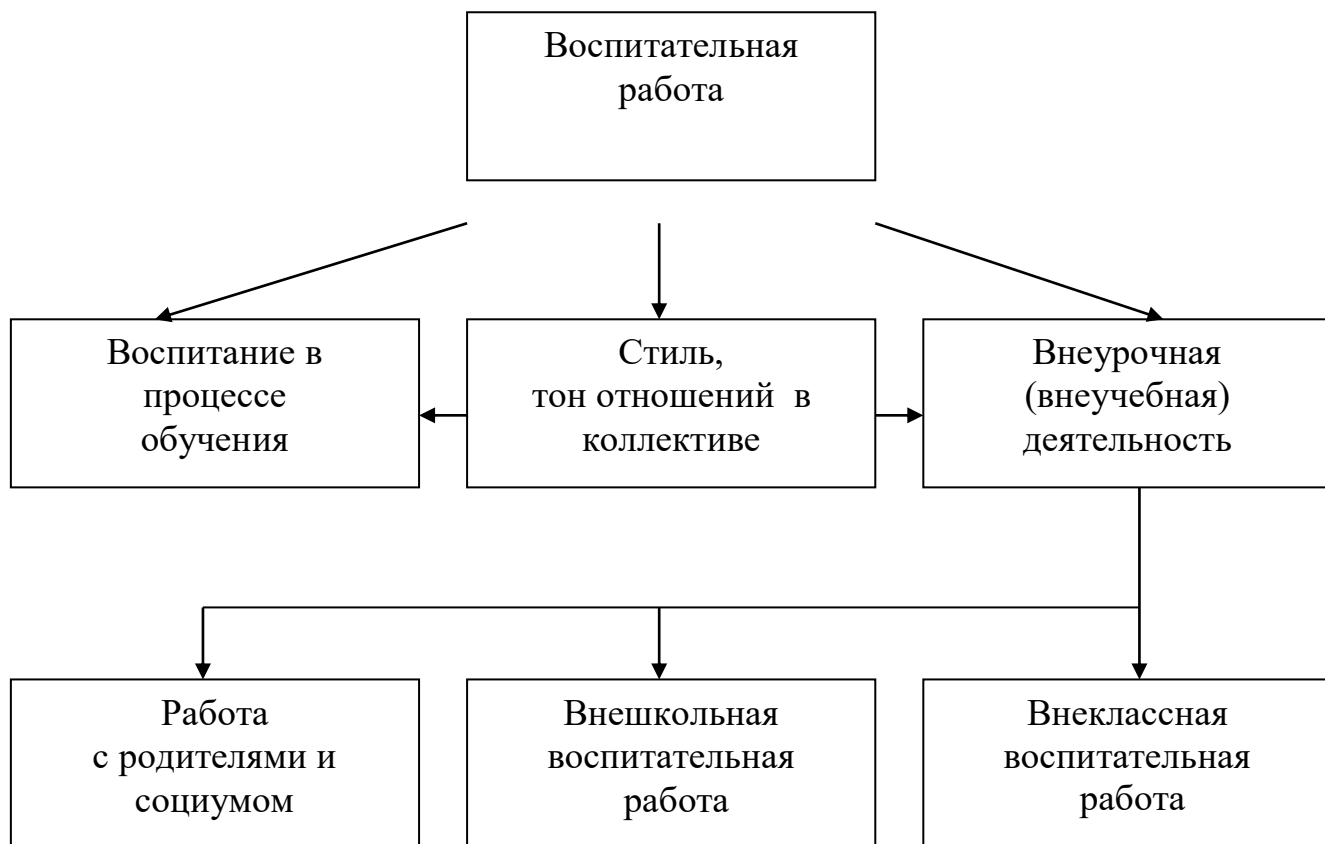 Воспитательная
работа
Воспитание в
процессе
обучения
Стиль,
тон отношений в
коллективе
Внеурочная
(внеучебная)
деятельность
Работа
с родителями и
социумом
Внешкольная
воспитательная
работа
Внеклассная
воспитательная
работа